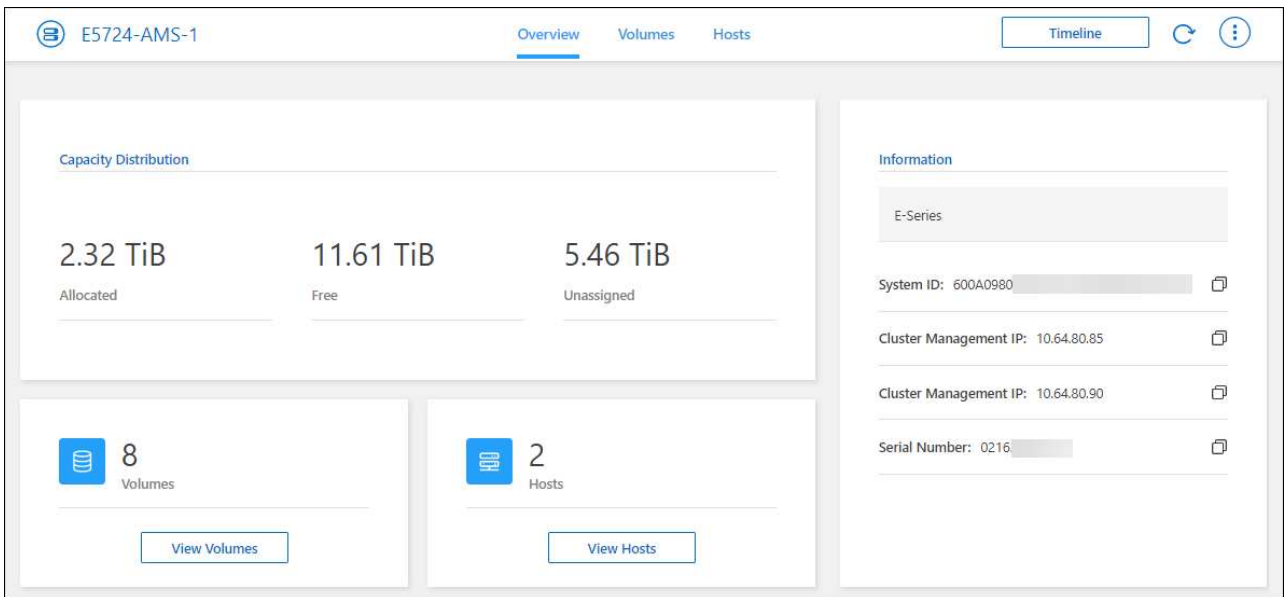 E5724-AMS-1
Overview Volumes Hosts
Timeline
Capacity Distribution
2.32 TiB 11.61 TiB 5.46 TiB
Allocated Free Unassigned
8
Volumes
View Volumes
2
Hosts
View Hosts
Information
E-Series
System ID: 600A0980
Cluster Management IP: 10.64.80.85
Cluster Management IP: 10.64.80.90
Serial Number: 0216